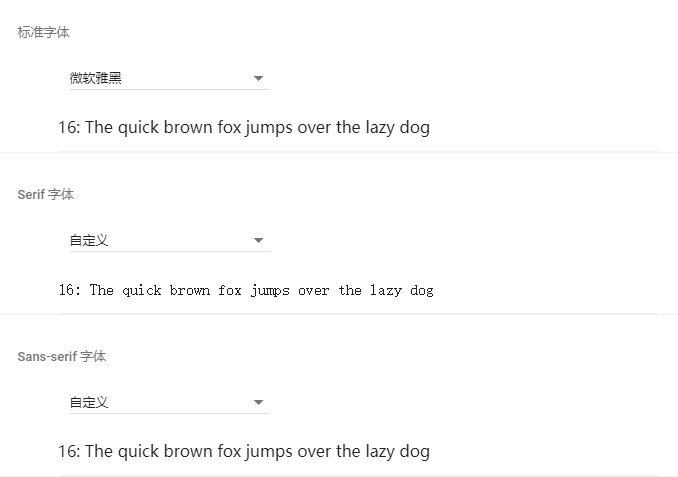 标准字体
微软雅黑
16: The quick brown fox jumps over the lazy dog
Serif 字体
自定义
16: The quick brown fox jumps over the lazy dog
Sans-serif 字体
自定义
16: The quick brown fox jumps over the lazy dog